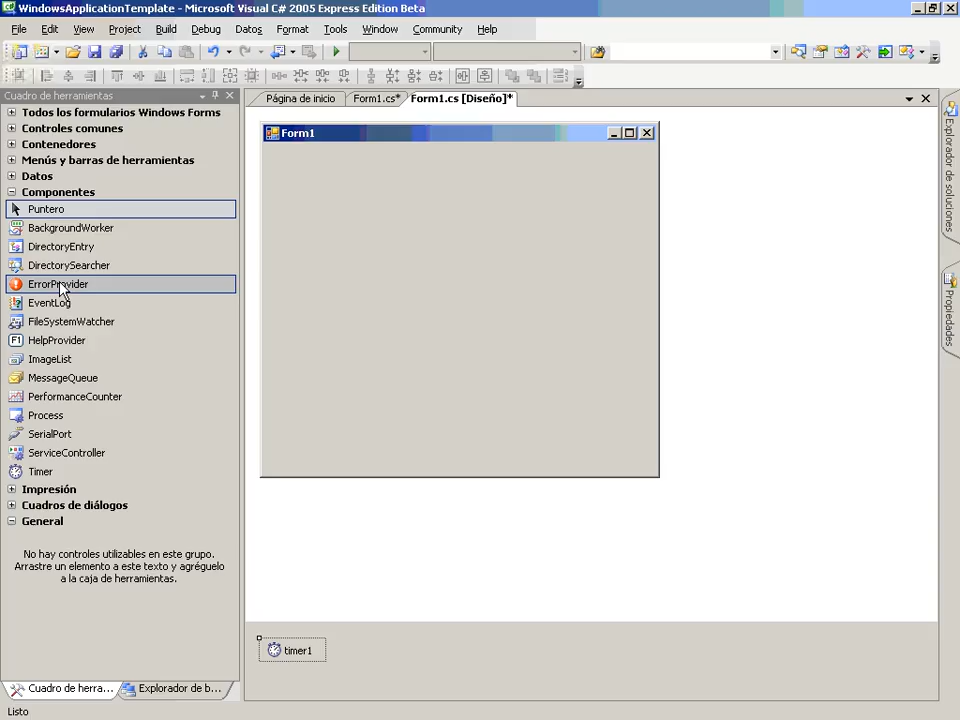 WindowsApplicationTemplate - Microsoft Visual C# 2005 Express Edition Beta
File Edit View Project Build Debug Datos Format Tools Window Community Help
Cuadro de herramientas
Página de inicio Form1.cs* Form1.cs [Diseño]*
Todos los formularios Windows Forms
Controles comunes
Contenedores
Menús y barras de herramientas
Datos
Componentes
Puntero
BackgroundWorker
DirectoryEntry
DirectorySearcher
ErrorProvider
EventLog
FileSystemWatcher
HelpProvider
ImageList
MessageQueue
PerformanceCounter
Process
SerialPort
ServiceController
Timer
Impresión
Cuadros de diálogos
General
No hay controles utilizables en este grupo.
Arrastre un elemento a este texto y agréguelo
a la caja de herramientas.
Form1
timer1
Explorador de soluciones
Propiedades
Cuadro de herra... Explorador de b...
Listo